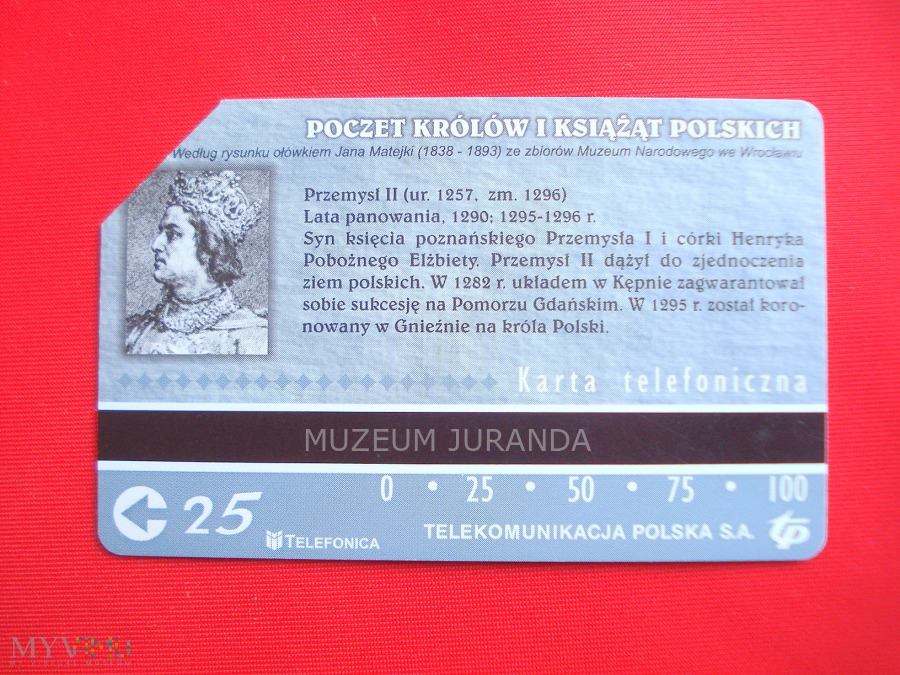 POCZET KRÓLÓW I KSIĄŻĄT POLSKICH
Według rysunku ołówkiem Jana Matejki (1838 - 1893) ze zbiorów Muzeum Narodowego we Wrocławiu
Przemysł II (ur. 1257, zm. 1296)
Lata panowania, 1290; 1295-1296 r.
Syn księcia poznańskiego Przemysła I i córki Henryka
Pobożnego Elżbiety. Przemysł II dążył do zjednoczenia
ziem polskich. W 1282 r. układem w Kępnie zagwarantował
sobie sukcesję na Pomorzu Gdańskim. W 1295 r. został koro-
nowany w Gnieźnie na króla Polski.
Karta telefoniczna
MUZEUM JURANDA
0 • 25 • 50 • 75 • 100
25
TELEFONICA
TELEKOMUNIKACJA POLSKA S.A.
tp